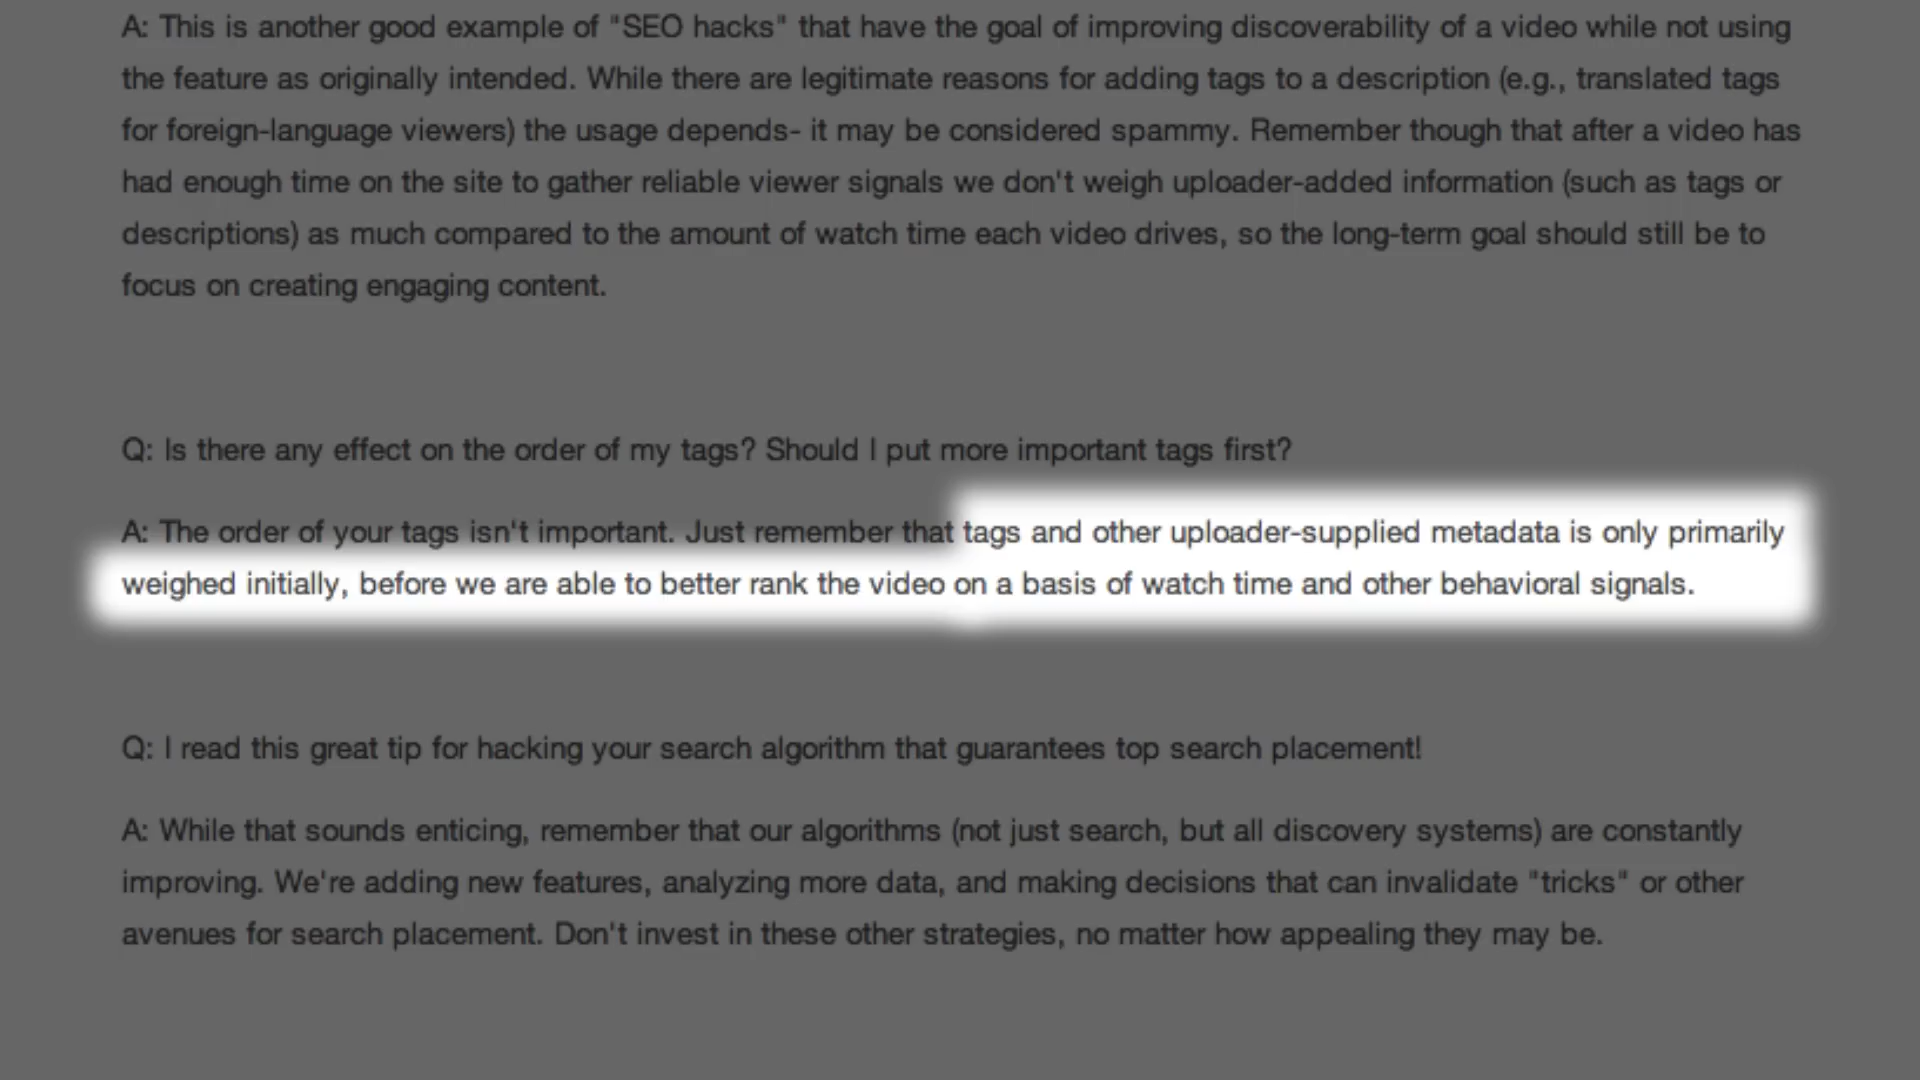 A: This is another good example of "SEO hacks" that have the goal of improving discoverability of a video while not using
the feature as originally intended. While there are legitimate reasons for adding tags to a description (e.g., translated tags
for foreign-language viewers) the usage depends- it may be considered spammy. Remember though that after a video has
had enough time on the site to gather reliable viewer signals we don't weigh uploader-added information (such as tags or
descriptions) as much compared to the amount of watch time each video drives, so the long-term goal should still be to
focus on creating engaging content.
Q: Is there any effect on the order of my tags? Should I put more important tags first?
A: The order of your tags isn't important. Just remember that tags and other uploader-supplied metadata is only primarily
weighed initially, before we are able to better rank the video on a basis of watch time and other behavioral signals.
Q: I read this great tip for hacking your search algorithm that guarantees top search placement!
A: While that sounds enticing, remember that our algorithms (not just search, but all discovery systems) are constantly
improving. We're adding new features, analyzing more data, and making decisions that can invalidate "tricks" or other
avenues for search placement. Don't invest in these other strategies, no matter how appealing they may be.